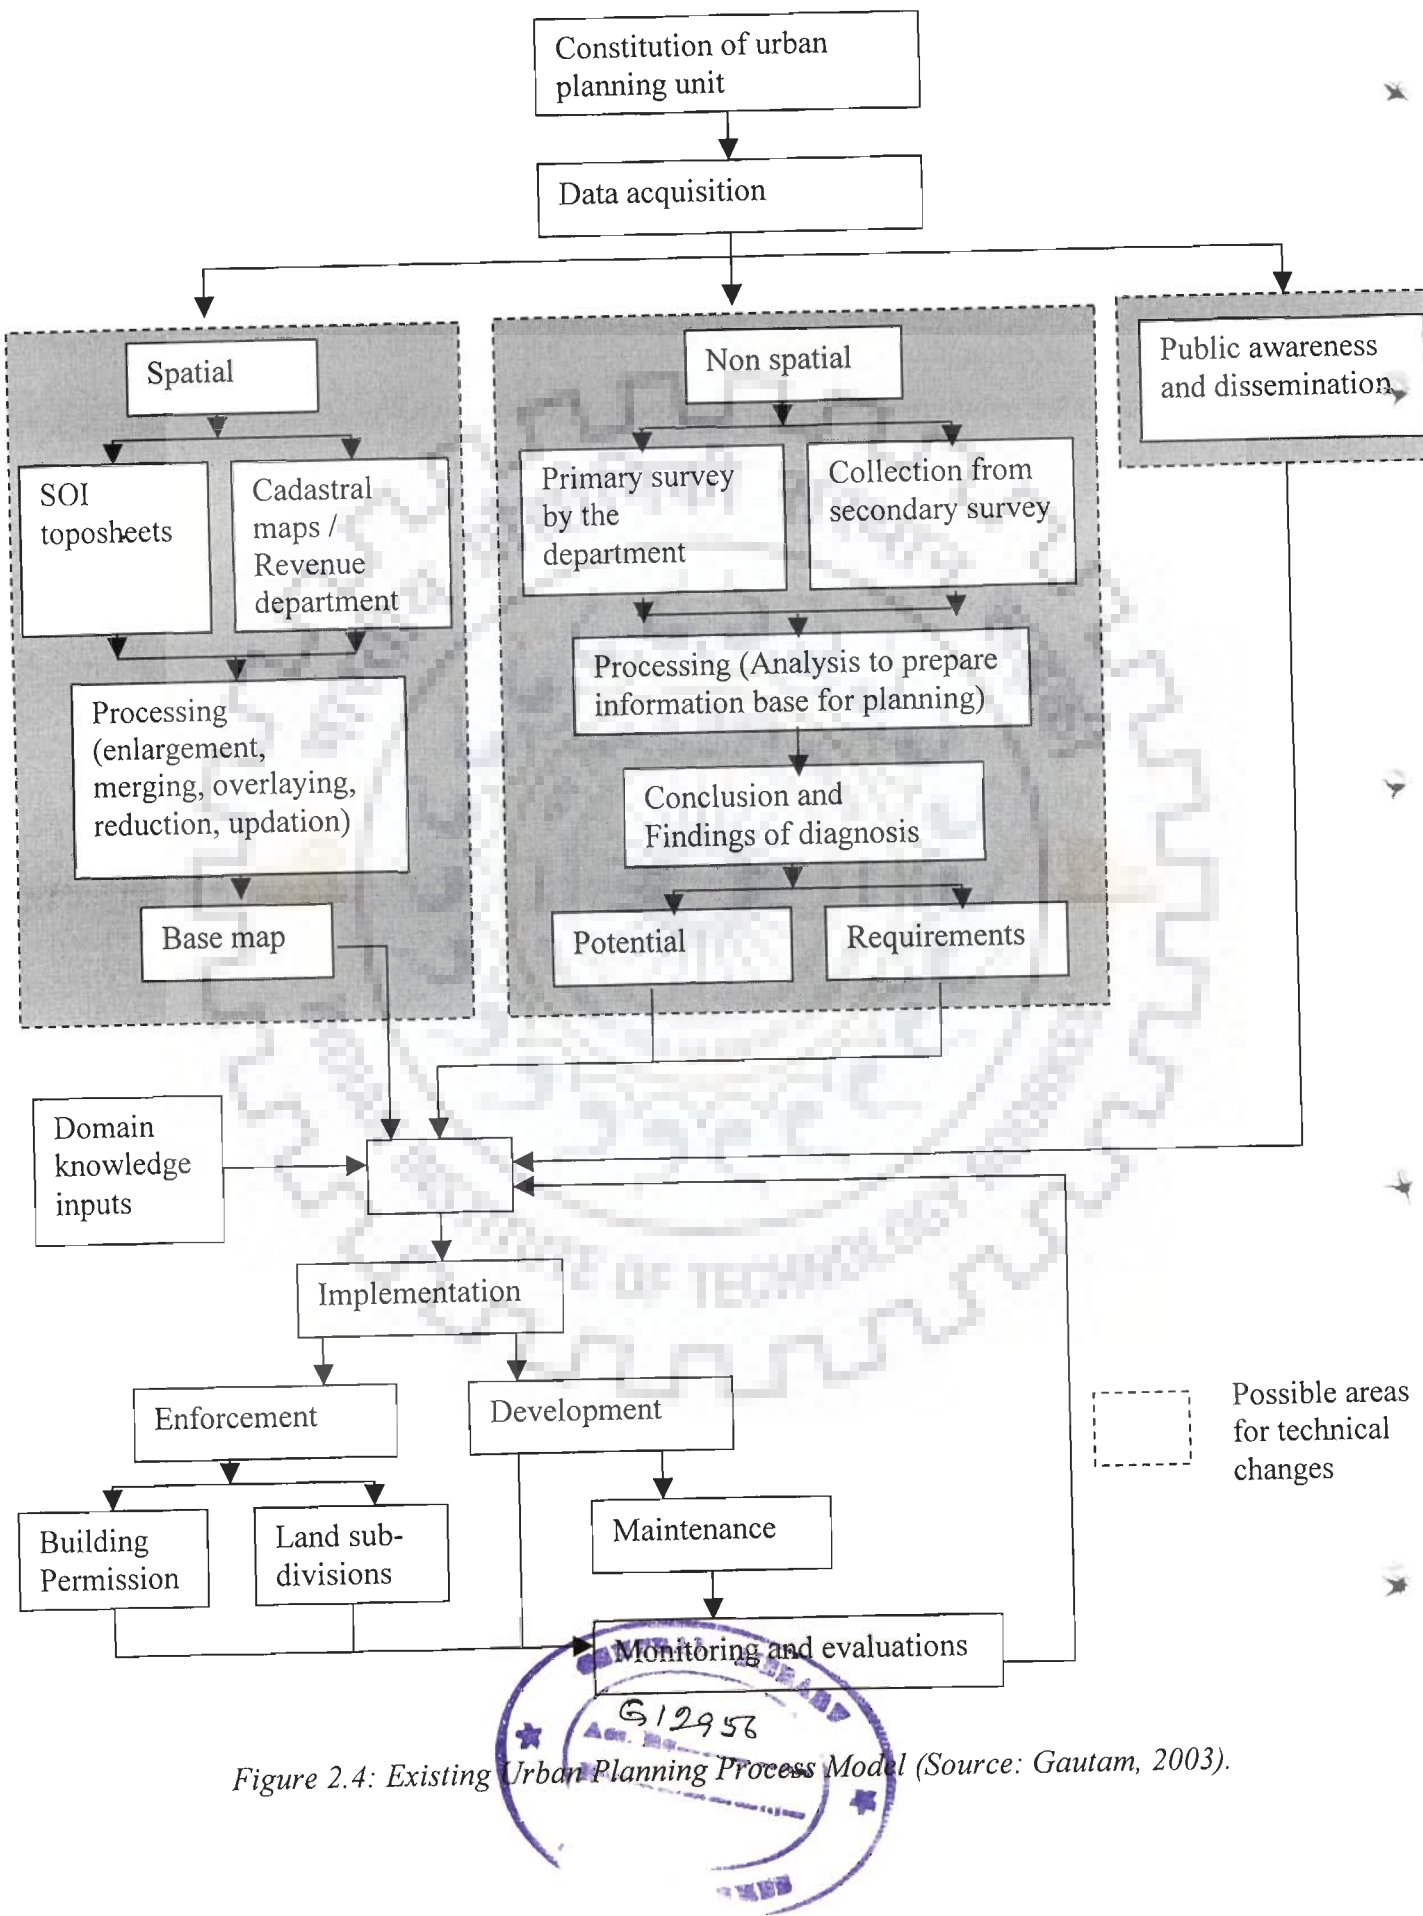 Constitution of urban
planning unit
Data acquisition
Spatial
Non spatial
Public awareness
and dissemination
SOI
toposheets
Cadastral
maps /
Revenue
department
Primary survey
by the
department
Collection from
secondary survey
Processing
(enlargement,
merging, overlaying,
reduction, updation)
Processing (Analysis to prepare
information base for planning)
Conclusion and
Findings of diagnosis
Base map
Potential
Requirements
Domain
knowledge
inputs
Implementation
OF TECHNOLOGY
Enforcement
Development
Possible areas
for technical
changes
Building
Permission
Land sub-
divisions
Maintenance
Monitoring and evaluations
G12956
Figure 2.4: Existing Urban Planning Process Model (Source: Gautam, 2003).